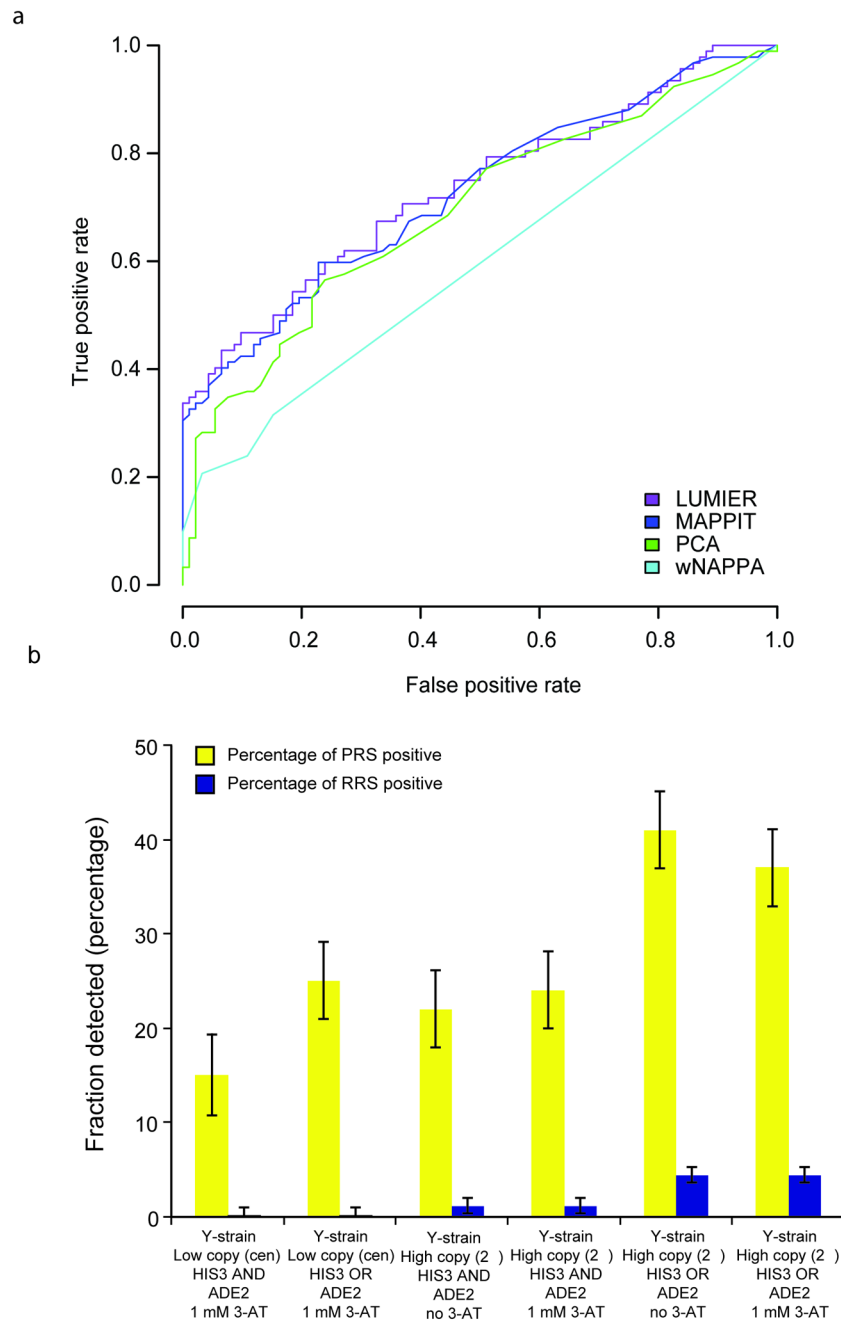 a
1.0
0.8
0.6
0.4
0.2
0.0
True positive rate
LUMIER
MAPPIT
PCA
wNAPPA
0.0 0.2 0.4 0.6 0.8 1.0
False positive rate
b
50
40
30
20
10
0
Fraction detected (percentage)
Percentage of PRS positive
Percentage of RRS positive
Y-strain
Low copy (cen)
HIS3 AND
ADE2
1 mM 3-AT
Y-strain
Low copy (cen)
HIS3 OR
ADE2
1 mM 3-AT
Y-strain
High copy (2 )
HIS3 AND
ADE2
no 3-AT
Y-strain
High copy (2 )
HIS3 AND
ADE2
1 mM 3-AT
Y-strain
High copy (2 )
HIS3 OR
ADE2
no 3-AT
Y-strain
High copy (2 )
HIS3 OR
ADE2
1 mM 3-AT